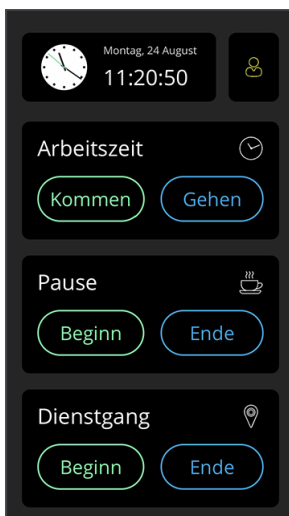 Montag, 24 August
11:20:50
Arbeitszeit
Kommen
Gehen
Pause
Beginn
Ende
Dienstgang
Beginn
Ende